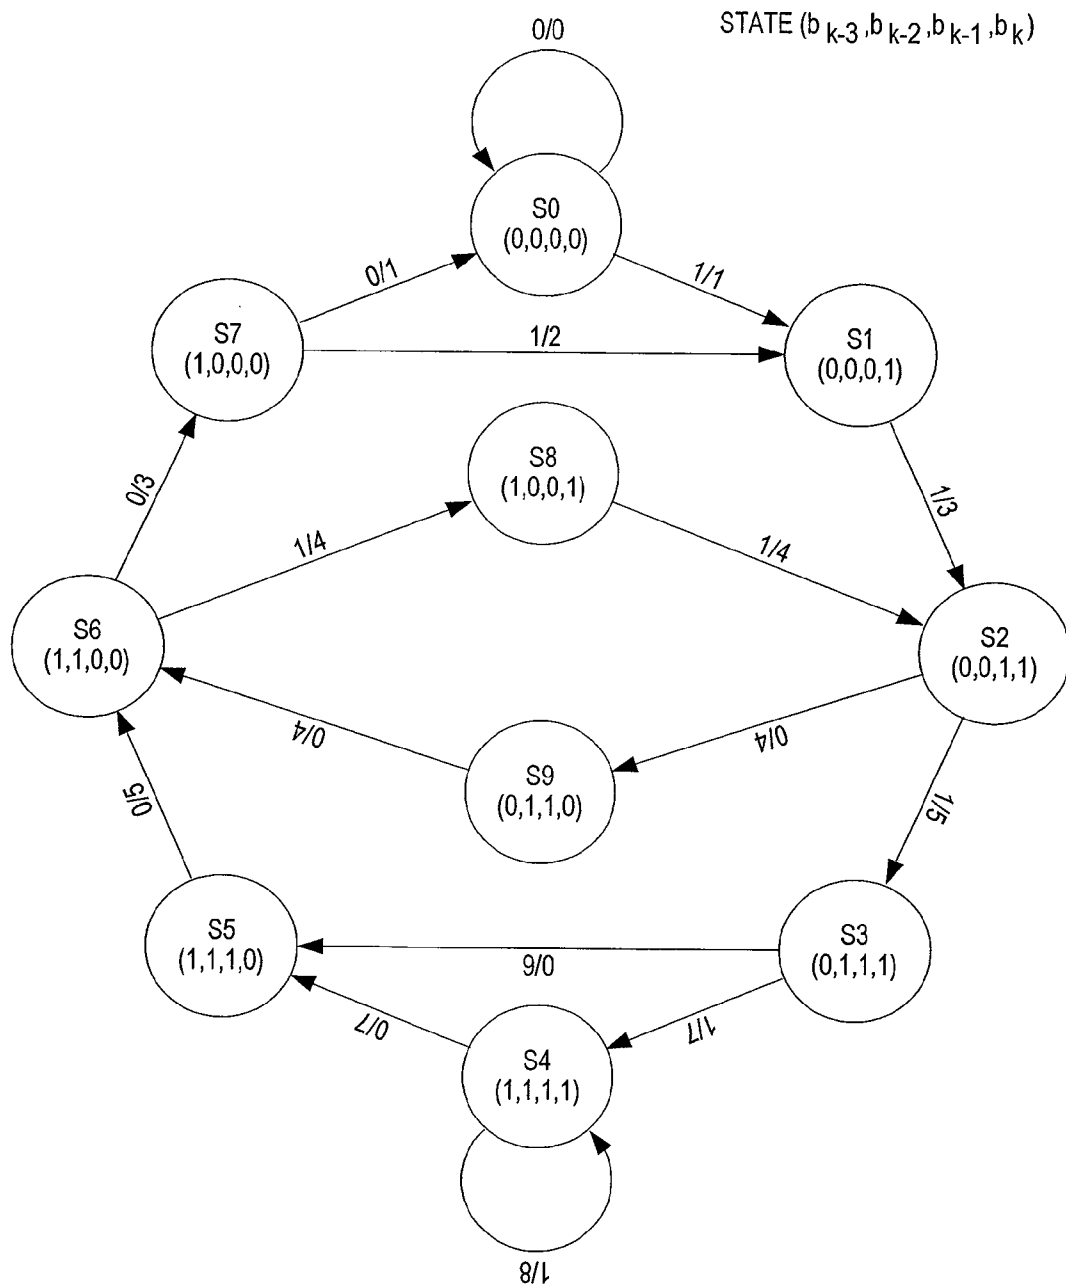 STATE (b k-3 ,b k-2 ,b k-1 ,b k)
0/0
S0
(0,0,0,0)
0/1
1/1
S7
(1,0,0,0)
1/2
S1
(0,0,0,1)
S8
(1,0,0,1)
0/3
1/3
1/4
1/4
S6
(1,1,0,0)
S2
(0,0,1,1)
0/4
0/4
S9
(0,1,1,0)
0/5
1/5
S5
(1,1,1,0)
S3
(0,1,1,1)
0/6
0/7
1/7
S4
(1,1,1,1)
1/8